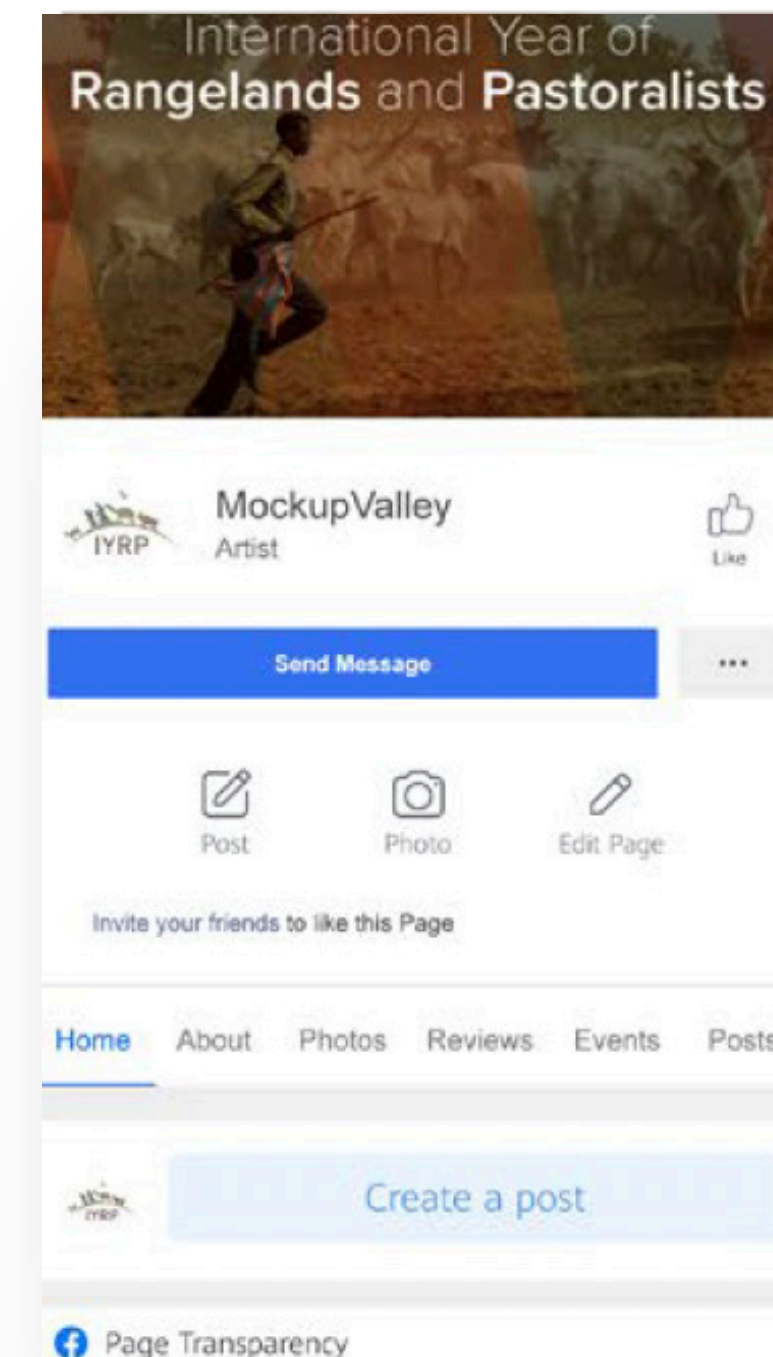 International Year of
Rangelands and Pastoralists
IYRP
MockupValley
Artist
Like
Send Message
...
Post
Photo
Edit Page
Invite your friends to like this Page
Home About Photos Reviews Events Posts
IYRP
Create a post
Page Transparency